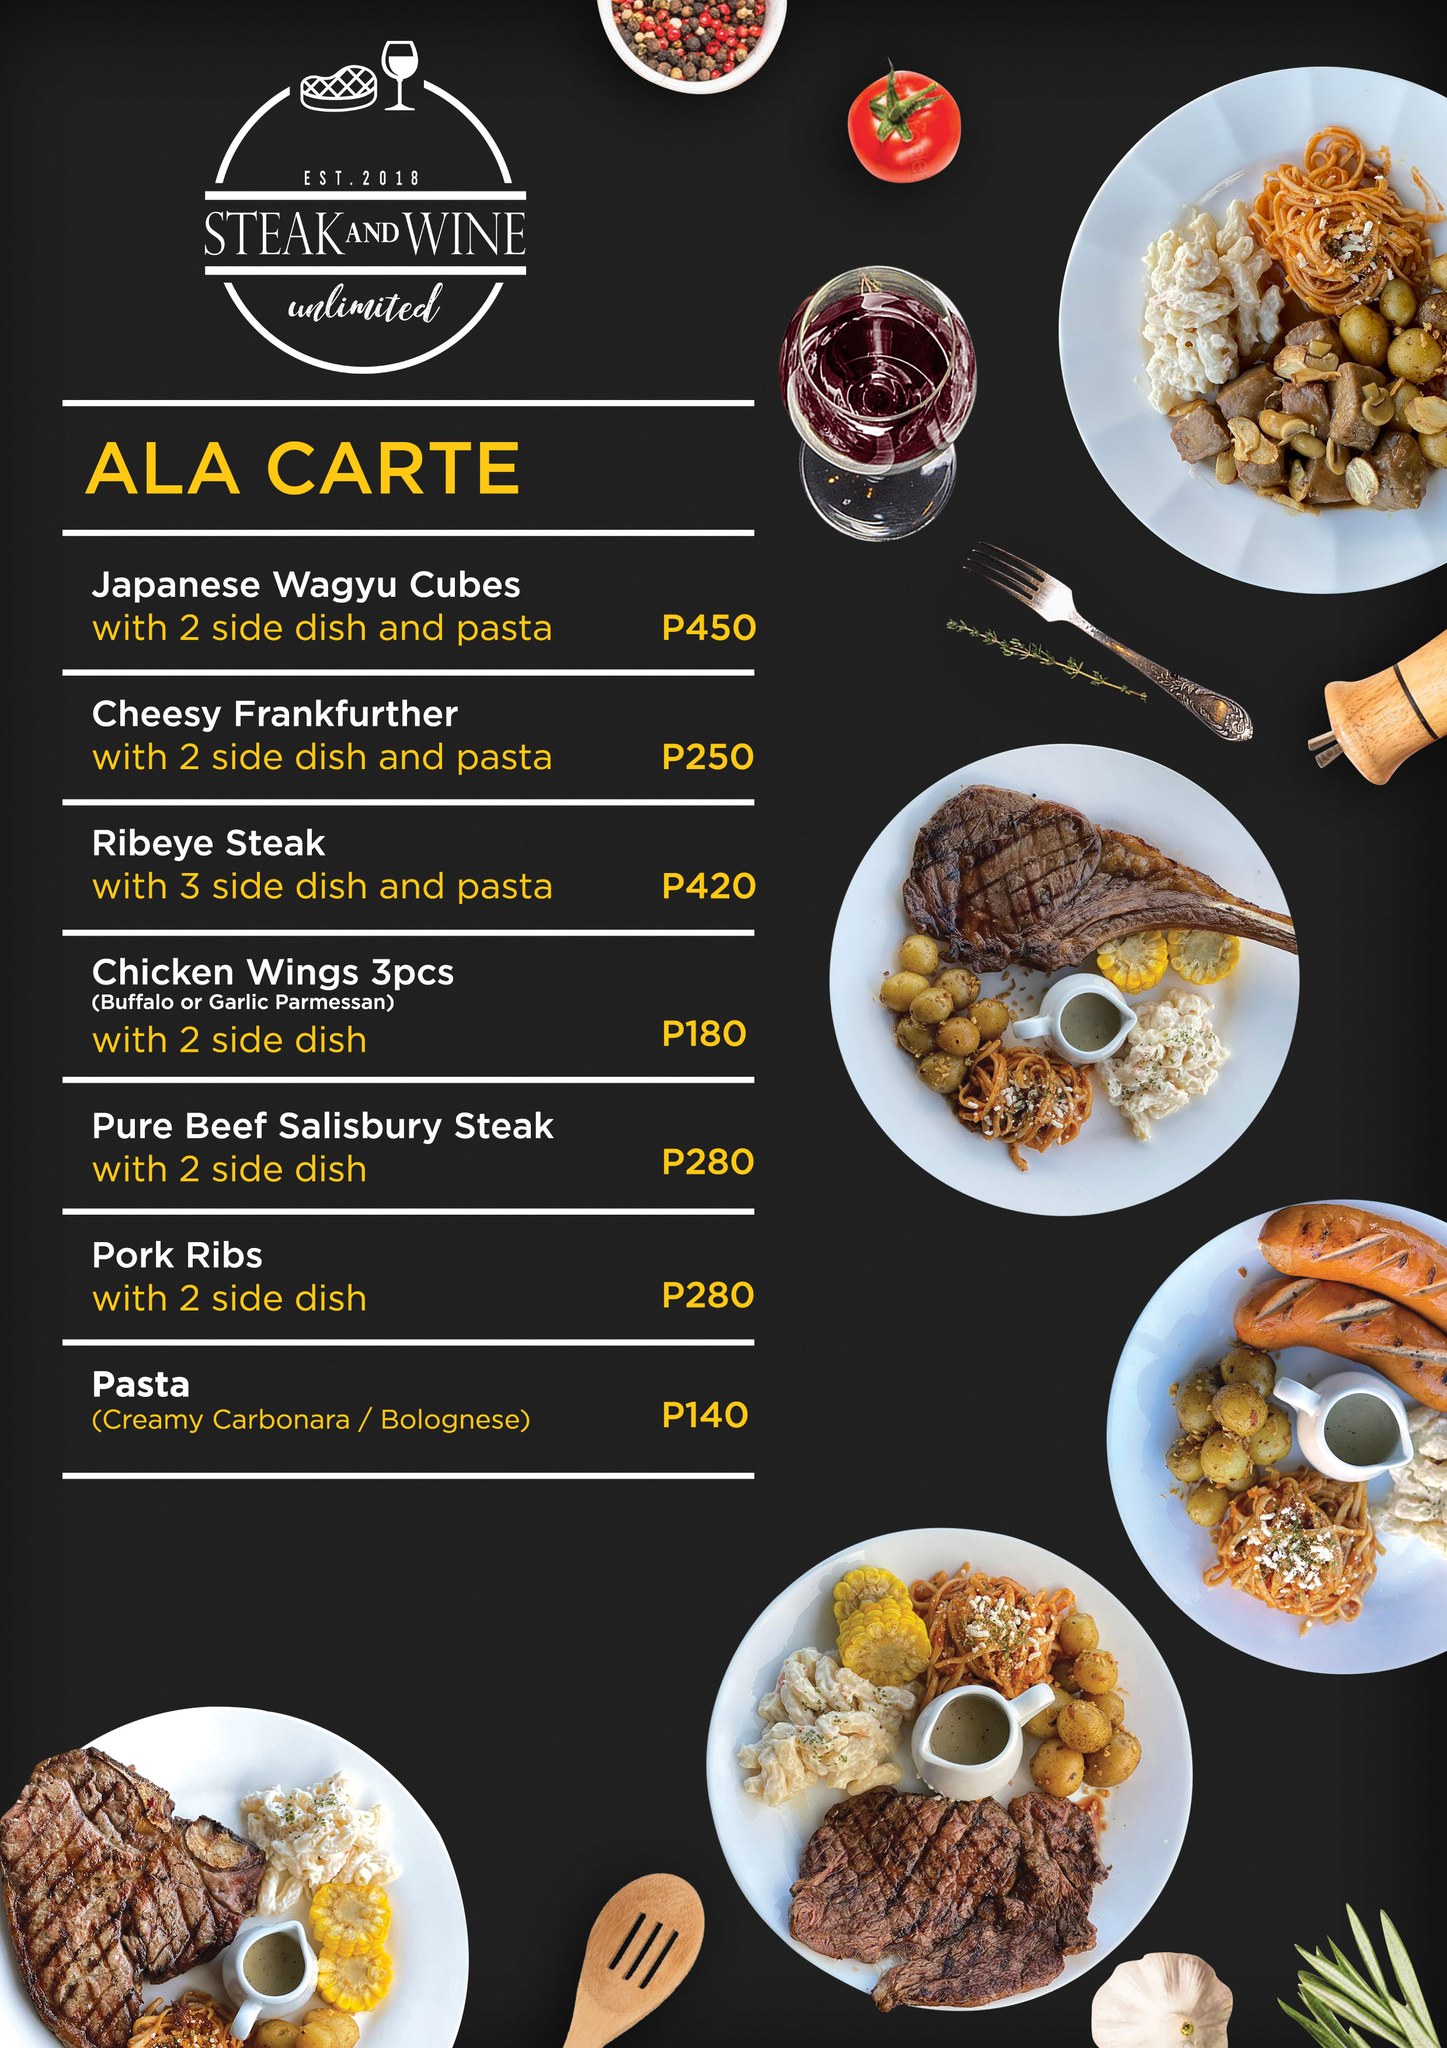 EST.2018
STEAK AND WINE
unlimited
ALA CARTE
Japanese Wagyu Cubes
with 2 side dish and pasta P450
Cheesy Frankfurther
with 2 side dish and pasta P250
Ribeye Steak
with 3 side dish and pasta P420
Chicken Wings 3pcs
(Buffalo or Garlic Parmessan)
with 2 side dish P180
Pure Beef Salisbury Steak
with 2 side dish P280
Pork Ribs
with 2 side dish P280
Pasta
(Creamy Carbonara / Bolognese) P140